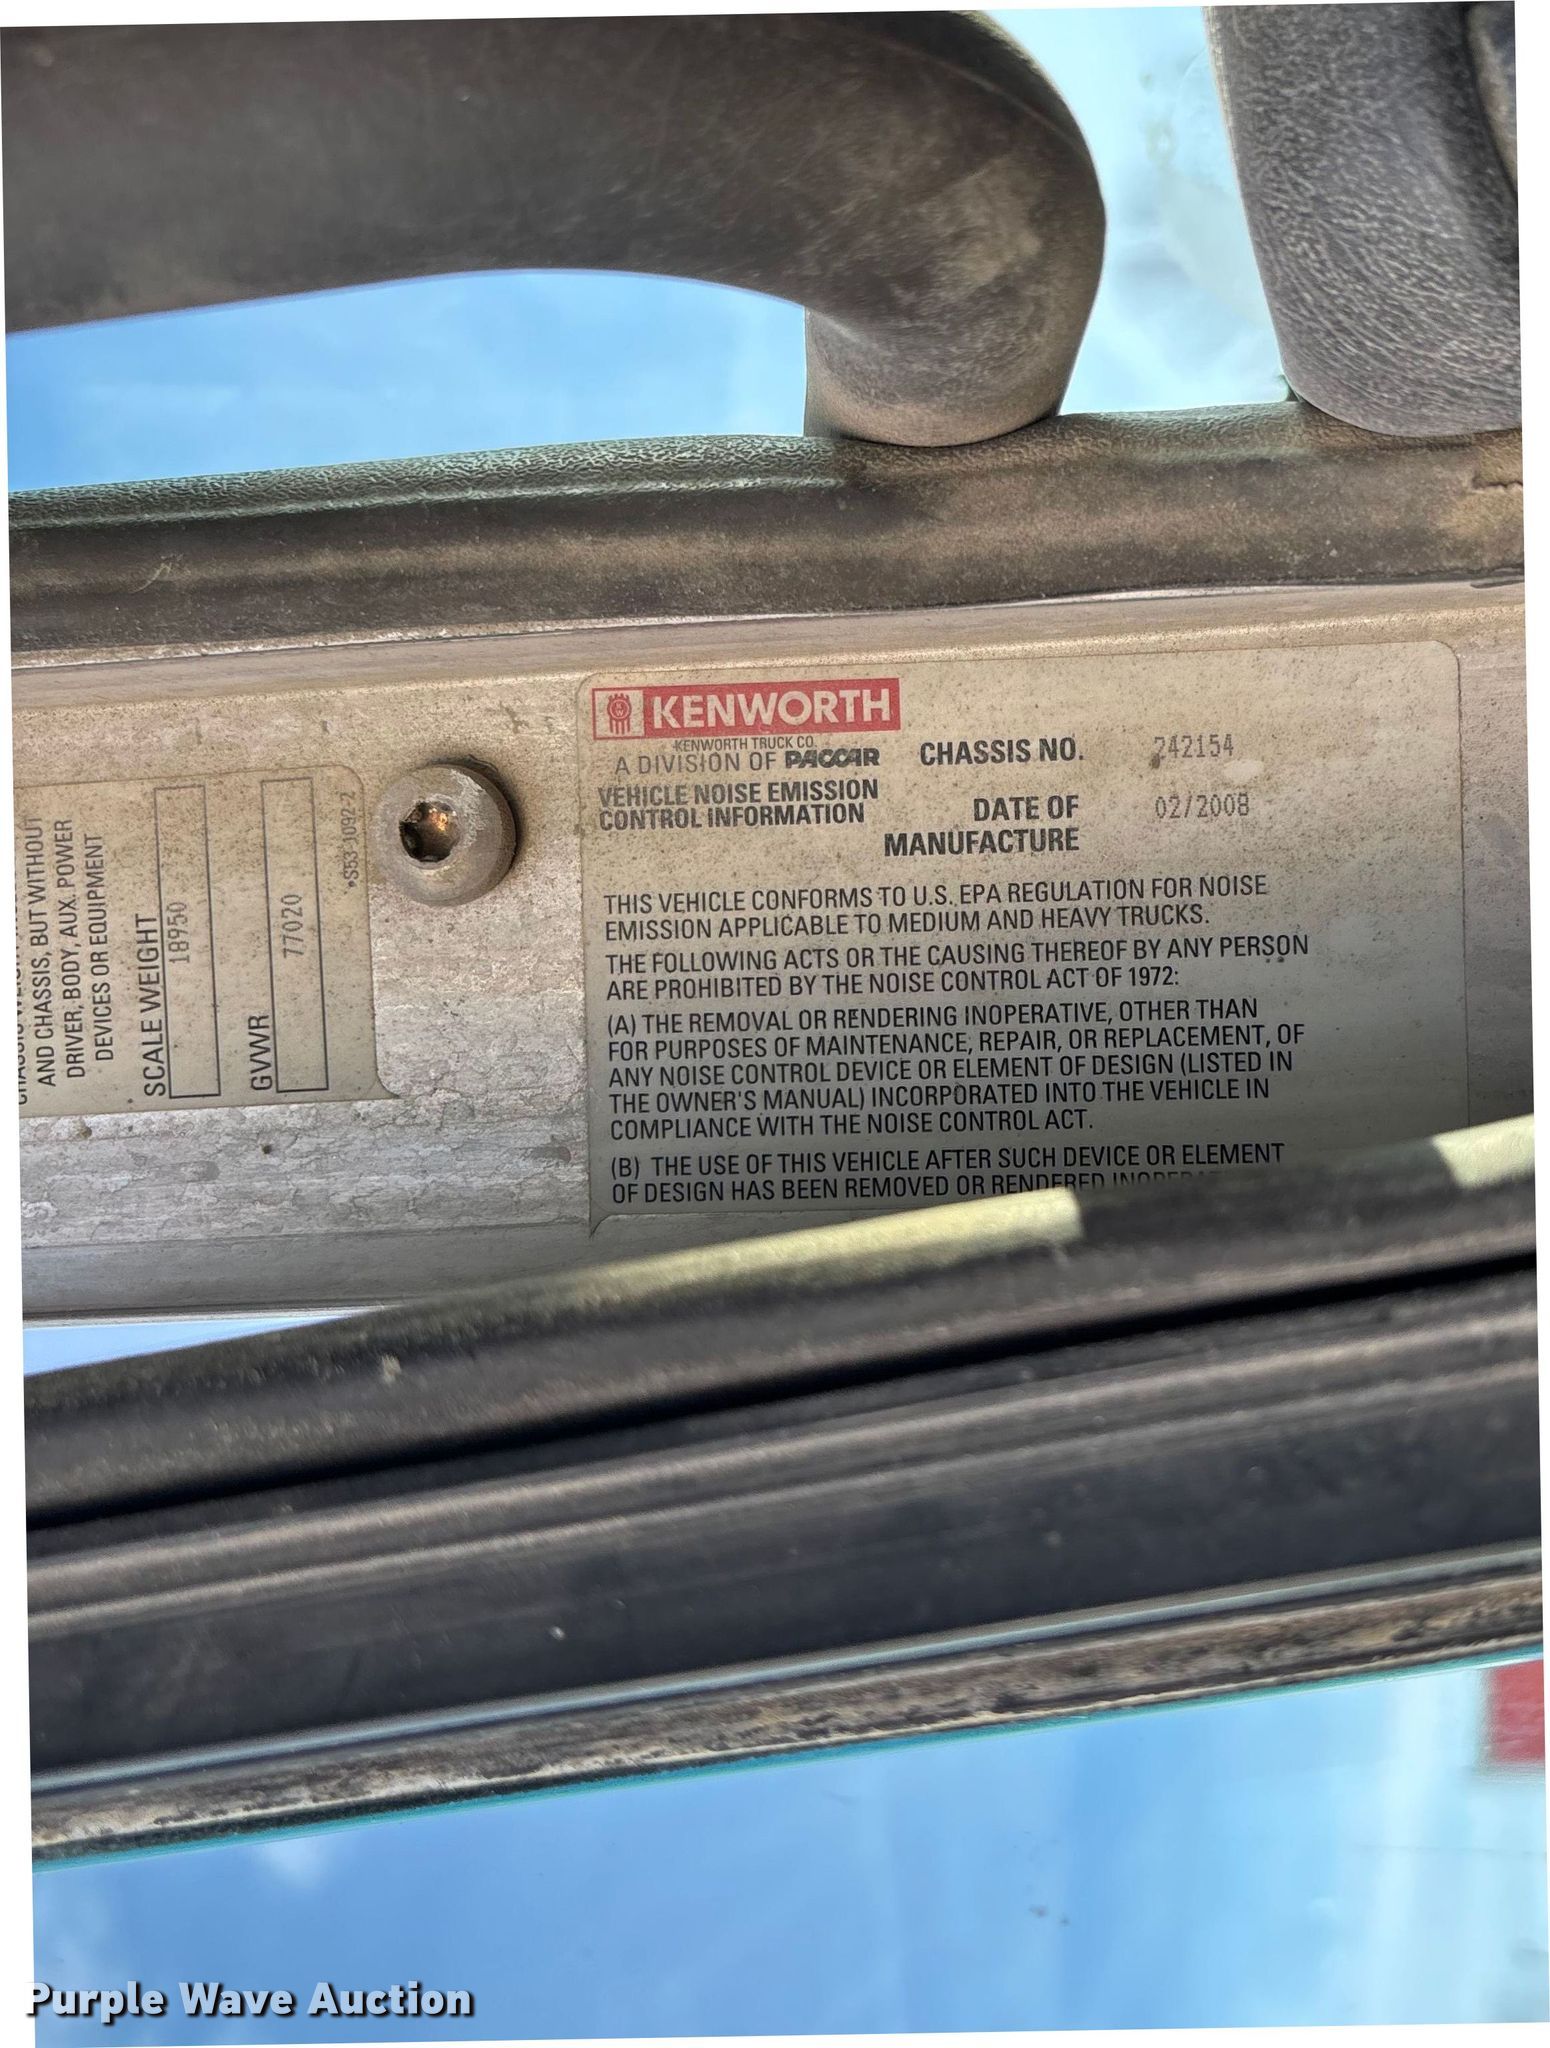 AND CHASSIS, BUT WITHOUT
DRIVER, BODY, AUX. POWER
DEVICES OR EQUIPMENT
SCALE WEIGHT
18950
GVWR
77020
•S53-1092-2
KENWORTH
KENWORTH TRUCK CO.
A DIVISION OF PACCAR
VEHICLE NOISE EMISSION
CONTROL INFORMATION
CHASSIS NO. 242154
DATE OF
MANUFACTURE 02/2008
THIS VEHICLE CONFORMS TO U.S. EPA REGULATION FOR NOISE
EMISSION APPLICABLE TO MEDIUM AND HEAVY TRUCKS.
THE FOLLOWING ACTS OR THE CAUSING THEREOF BY ANY PERSON
ARE PROHIBITED BY THE NOISE CONTROL ACT OF 1972:
(A) THE REMOVAL OR RENDERING INOPERATIVE, OTHER THAN
FOR PURPOSES OF MAINTENANCE, REPAIR, OR REPLACEMENT, OF
ANY NOISE CONTROL DEVICE OR ELEMENT OF DESIGN (LISTED IN
THE OWNER'S MANUAL) INCORPORATED INTO THE VEHICLE IN
COMPLIANCE WITH THE NOISE CONTROL ACT.
(B) THE USE OF THIS VEHICLE AFTER SUCH DEVICE OR ELEMENT
OF DESIGN HAS BEEN REMOVED OR RENDERED
Purple Wave Auction